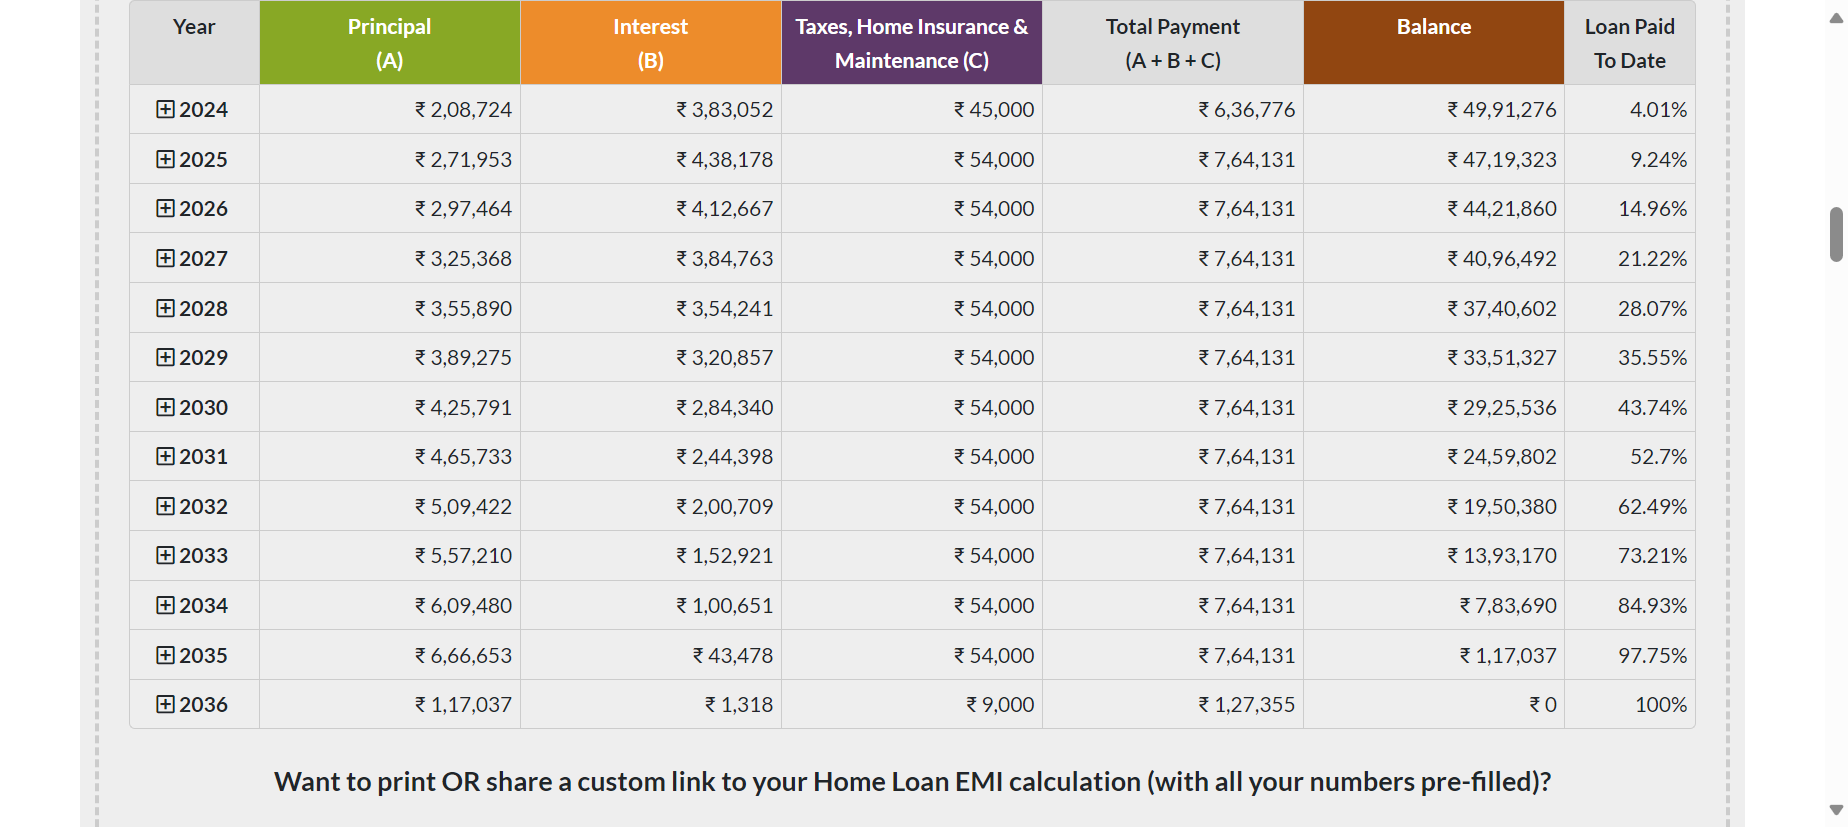 Year Principal (A) Interest (B) Taxes, Home Insurance & Maintenance (C) Total Payment (A + B + C) Balance Loan Paid To Date
2024 ₹ 2,08,724 ₹ 3,83,052 ₹ 45,000 ₹ 6,36,776 ₹ 49,91,276 4.01%
2025 ₹ 2,71,953 ₹ 4,38,178 ₹ 54,000 ₹ 7,64,131 ₹ 47,19,323 9.24%
2026 ₹ 2,97,464 ₹ 4,12,667 ₹ 54,000 ₹ 7,64,131 ₹ 44,21,860 14.96%
2027 ₹ 3,25,368 ₹ 3,84,763 ₹ 54,000 ₹ 7,64,131 ₹ 40,96,492 21.22%
2028 ₹ 3,55,890 ₹ 3,54,241 ₹ 54,000 ₹ 7,64,131 ₹ 37,40,602 28.07%
2029 ₹ 3,89,275 ₹ 3,20,857 ₹ 54,000 ₹ 7,64,131 ₹ 33,51,327 35.55%
2030 ₹ 4,25,791 ₹ 2,84,340 ₹ 54,000 ₹ 7,64,131 ₹ 29,25,536 43.74%
2031 ₹ 4,65,733 ₹ 2,44,398 ₹ 54,000 ₹ 7,64,131 ₹ 24,59,802 52.7%
2032 ₹ 5,09,422 ₹ 2,00,709 ₹ 54,000 ₹ 7,64,131 ₹ 19,50,380 62.49%
2033 ₹ 5,57,210 ₹ 1,52,921 ₹ 54,000 ₹ 7,64,131 ₹ 13,93,170 73.21%
2034 ₹ 6,09,480 ₹ 1,00,651 ₹ 54,000 ₹ 7,64,131 ₹ 7,83,690 84.93%
2035 ₹ 6,66,653 ₹ 43,478 ₹ 54,000 ₹ 7,64,131 ₹ 1,17,037 97.75%
2036 ₹ 1,17,037 ₹ 1,318 ₹ 9,000 ₹ 1,27,355 ₹ 0 100%
Want to print OR share a custom link to your Home Loan EMI calculation (with all your numbers pre-filled)?